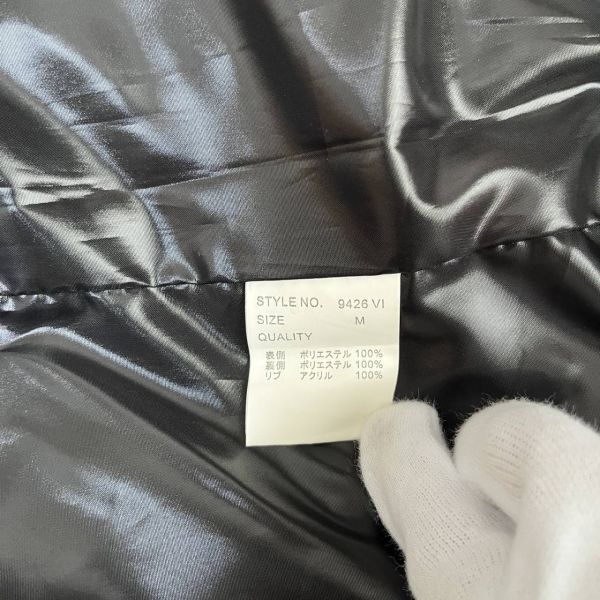 STYLE NO. 9426 VI
SIZE M
QUALITY
表側 ポリエステル 100%
裏側 ポリエステル 100%
リブ アクリル 100%